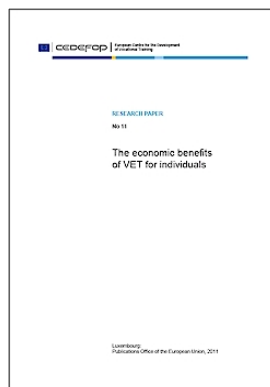 CEDEFOP
European Centre for the Development
of Vocational Training
RESEARCH PAPER
No 11
The economic benefits
of VET for individuals
Luxembourg:
Publications Office of the European Union, 2011